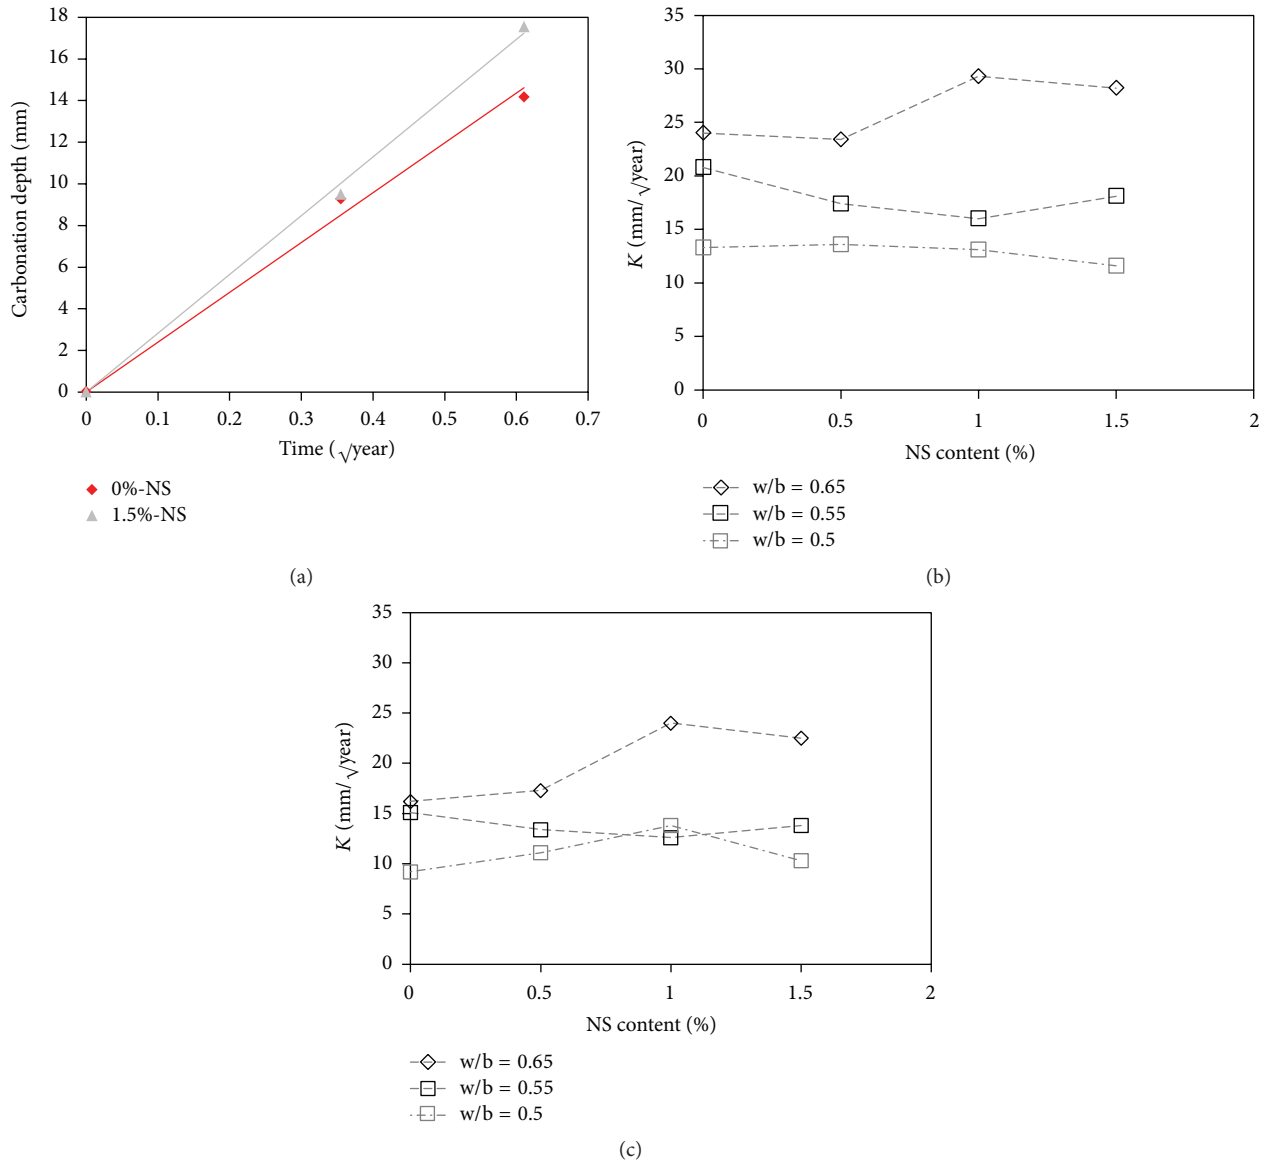 18
16
14
12
10
8
6
4
2
0
Carbonation depth (mm)
0 0.1 0.2 0.3 0.4 0.5 0.6 0.7
Time (√year)
0%-NS
1.5%-NS
(a)
35
30
25
20
15
10
5
0
K (mm/√year)
0 0.5 1 1.5 2
NS content (%)
w/b = 0.65
w/b = 0.55
w/b = 0.5
(b)
35
30
25
20
15
10
5
0
K (mm/√year)
0 0.5 1 1.5 2
NS content (%)
w/b = 0.65
w/b = 0.55
w/b = 0.5
(c)